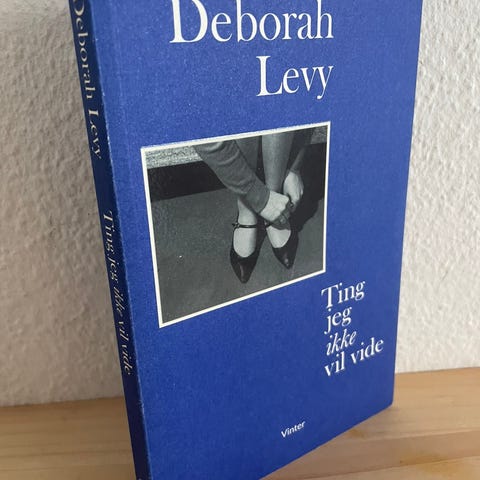 Deborah
Levy
Ting
jeg
ikke
vil vide
Vinter
Deborah Levy
Ting jeg ikke vil vide